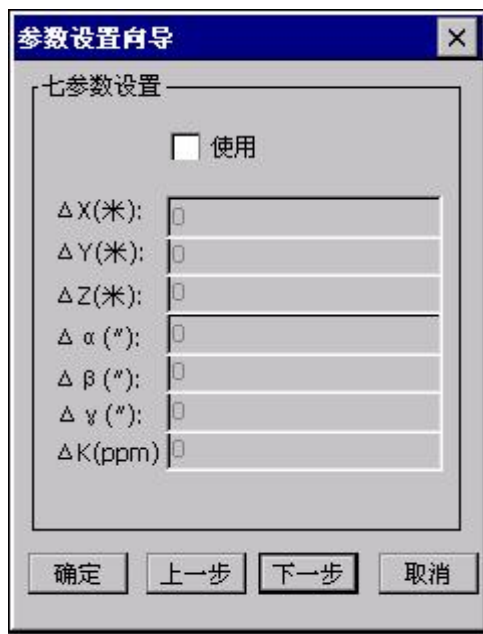 参数设置向导
七参数设置
使用
ΔX(米): 0
ΔY(米): 0
ΔZ(米): 0
Δα(″): 0
Δβ(″): 0
Δγ(″): 0
ΔK(ppm) 0
确定 上一步 下一步 取消